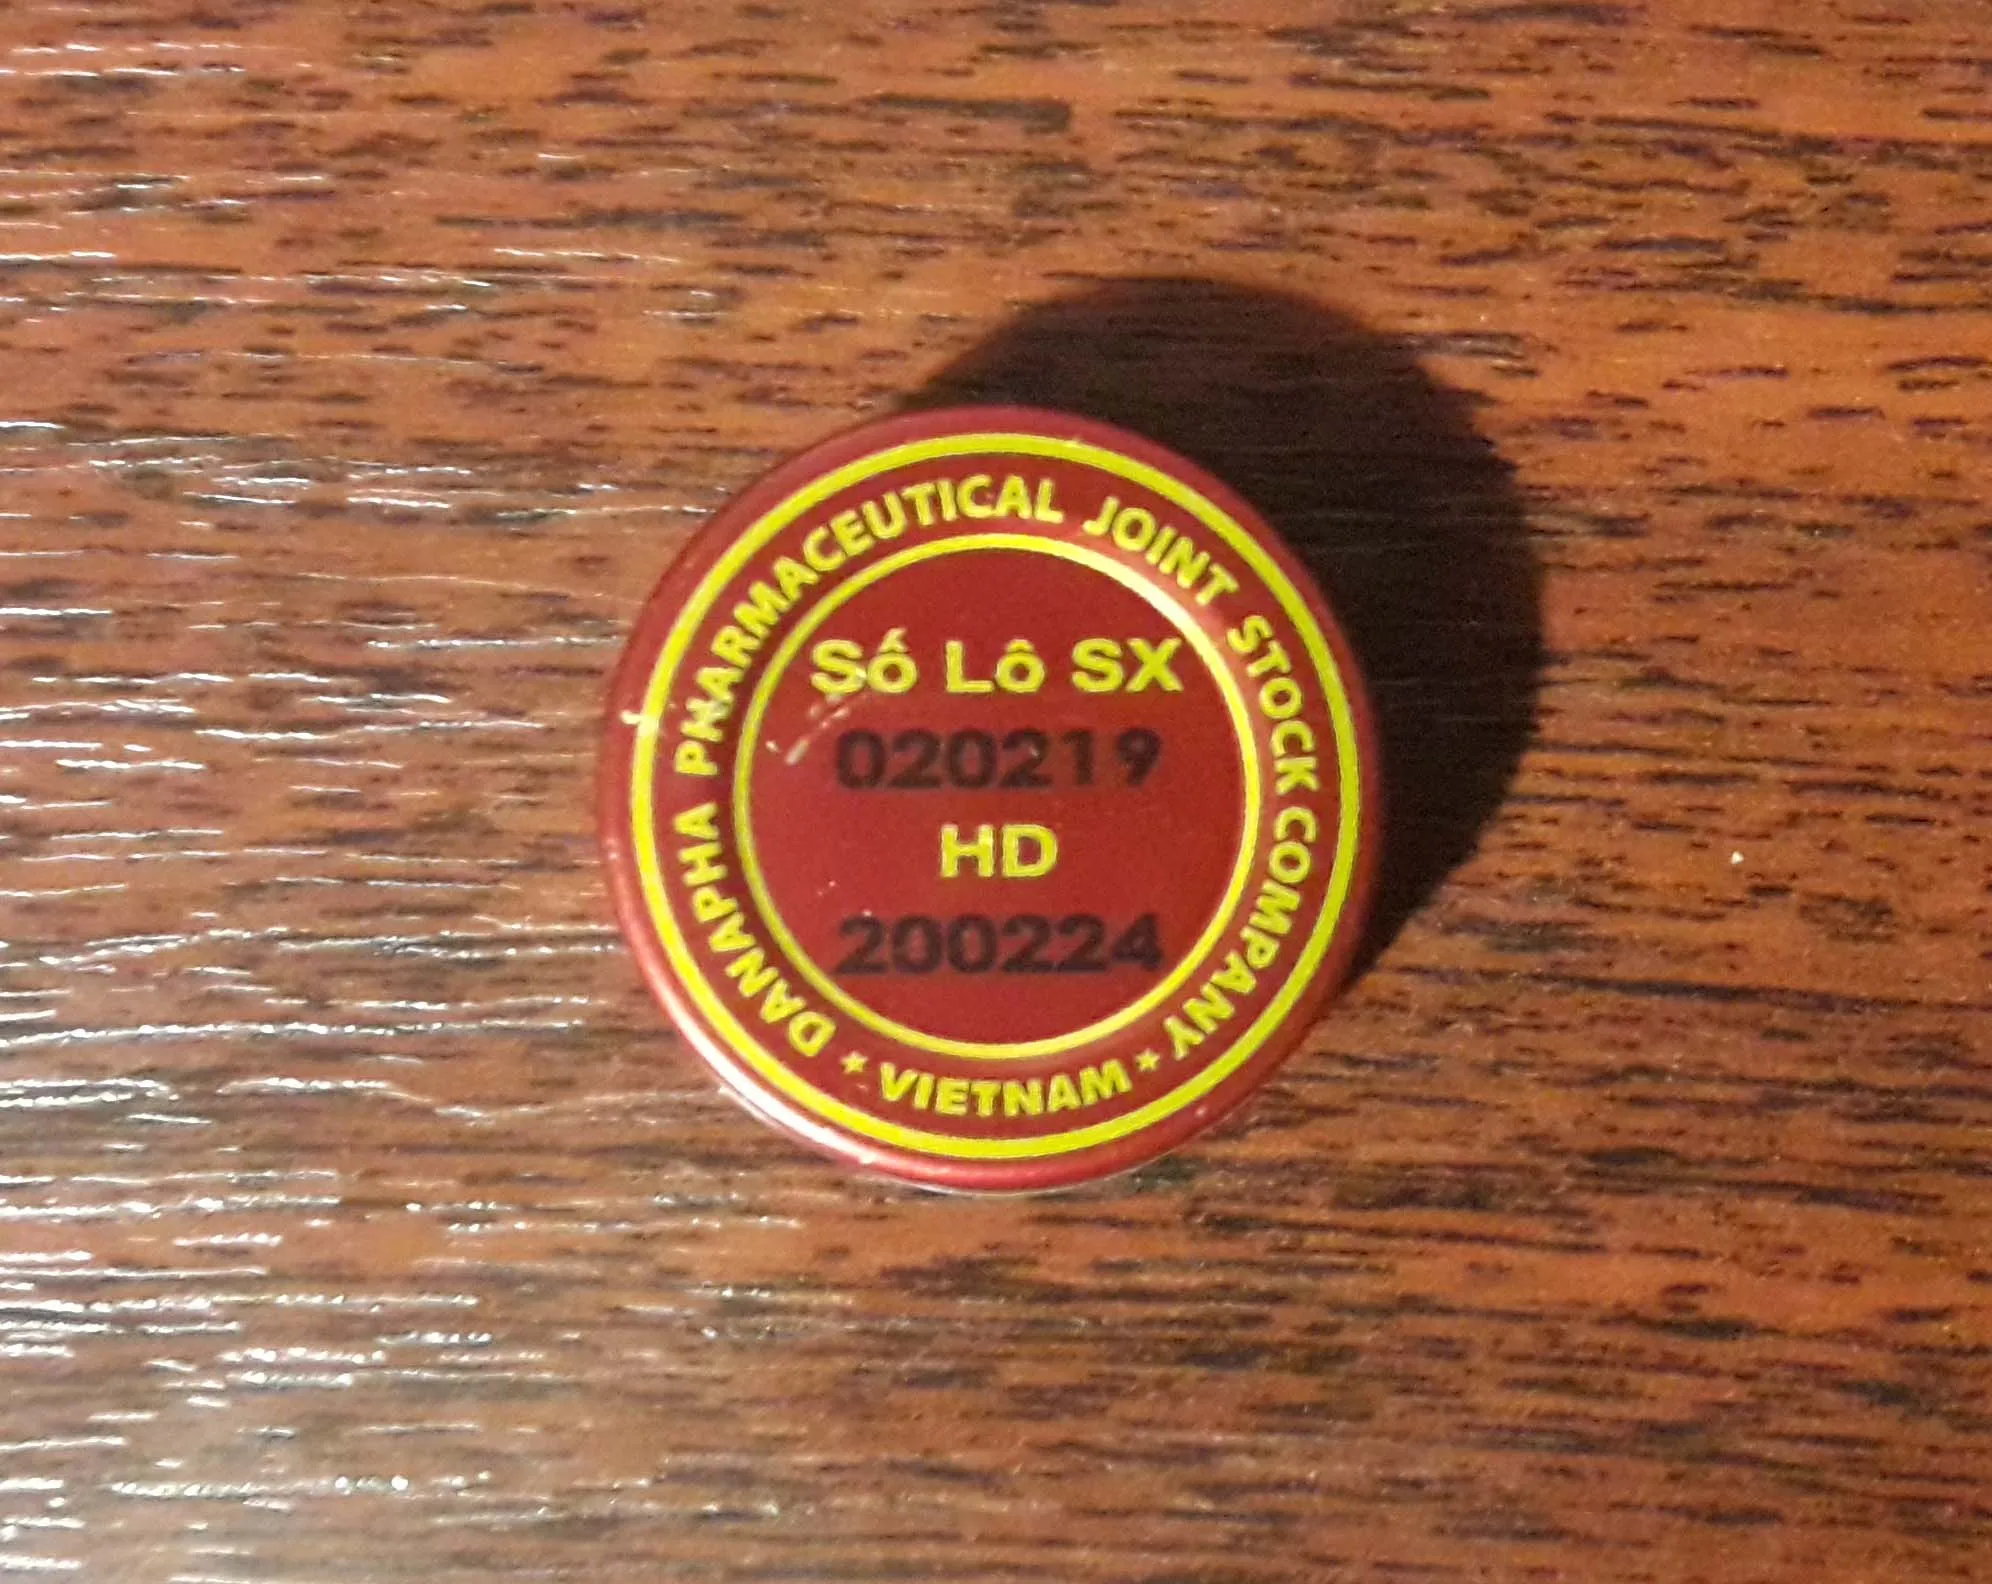 DANAPHA PHARMACEUTICAL JOINT STOCK COMPANY
Số Lô SX
020219
HD
200224
* VIETNAM *